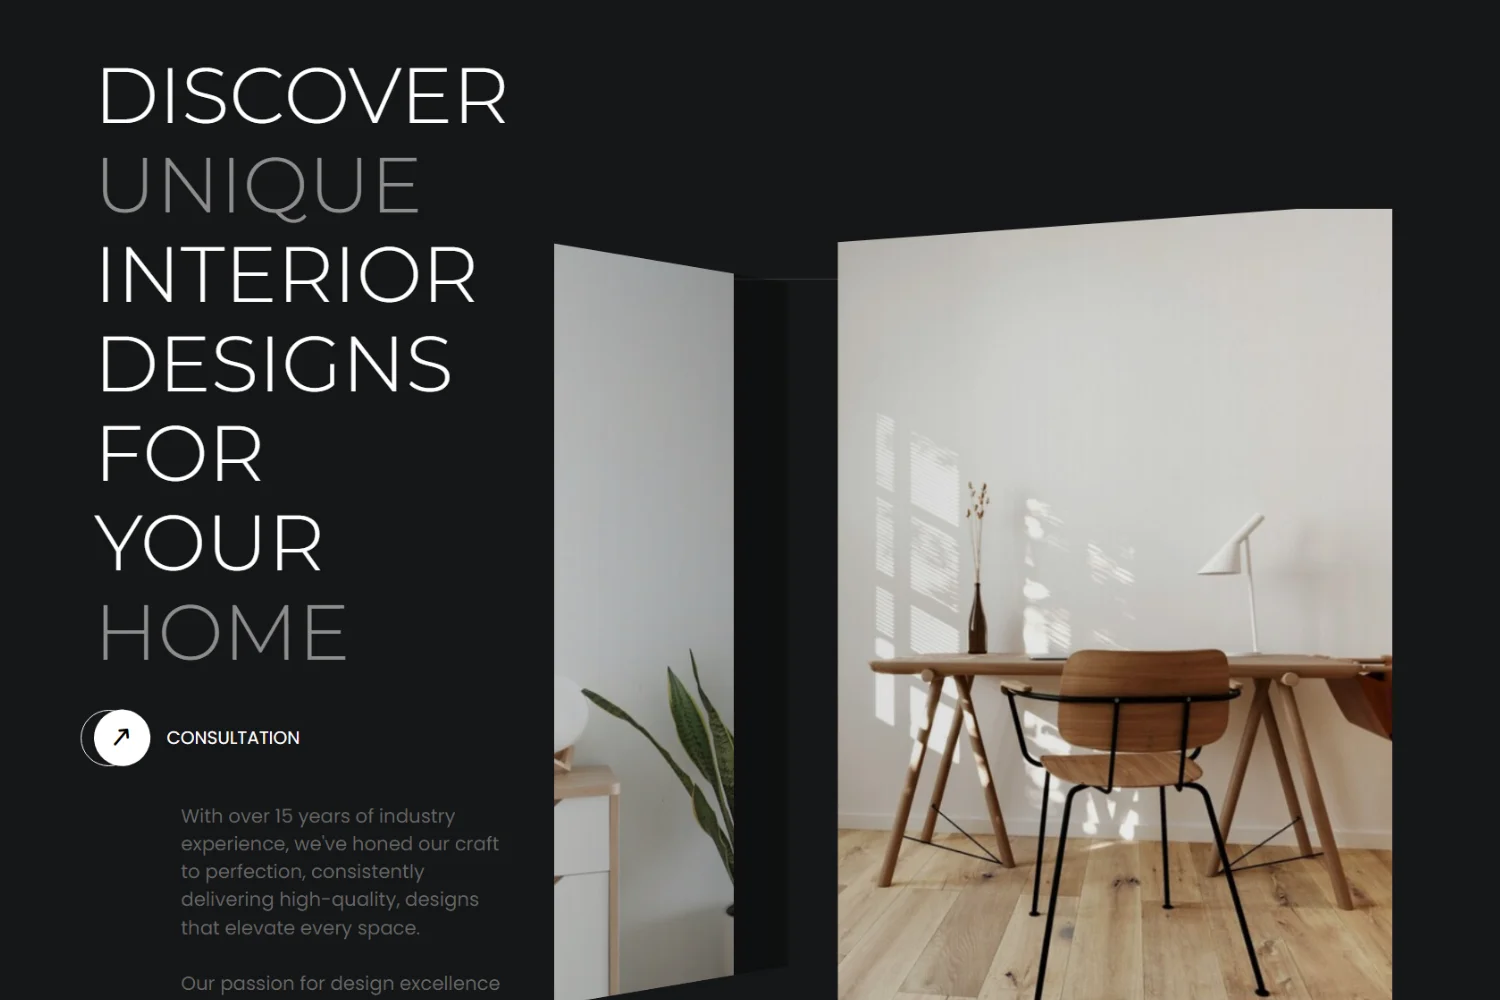 DISCOVER
UNIQUE
INTERIOR
DESIGNS
FOR
YOUR
HOME
CONSULTATION
With over 15 years of industry
experience, we've honed our craft
to perfection, consistently
delivering high-quality, designs
that elevate every space.
Our passion for design excellence